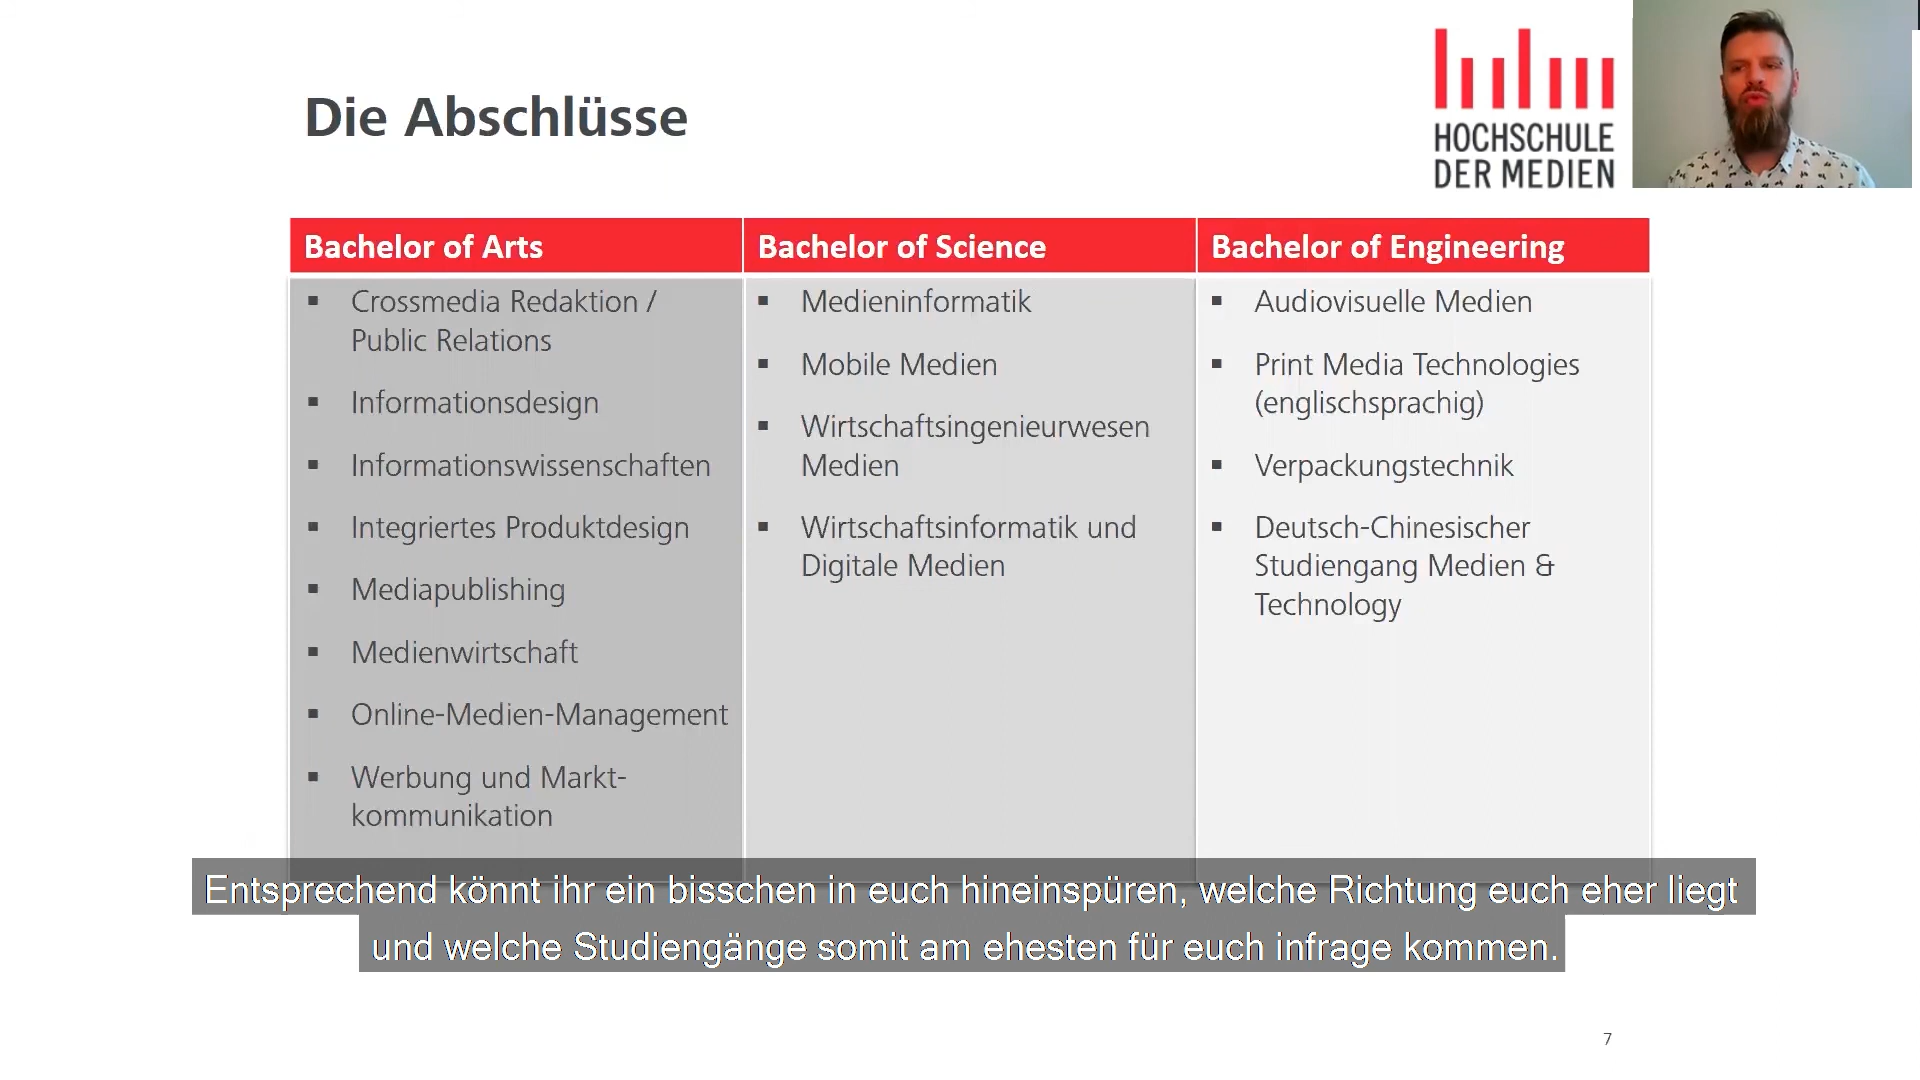 Die Abschlüsse
HOCHSCHULE
DER MEDIEN
Bachelor of Arts
Crossmedia Redaktion /
Public Relations
Informationsdesign
Informationswissenschaften
Integriertes Produktdesign
Mediapublishing
Medienwirtschaft
Online-Medien-Management
Werbung und Markt-
kommunikation
Bachelor of Science
Medieninformatik
Mobile Medien
Wirtschaftsingenieurwesen
Medien
Wirtschaftsinformatik und
Digitale Medien
Bachelor of Engineering
Audiovisuelle Medien
Print Media Technologies
(englischsprachig)
Verpackungstechnik
Deutsch-Chinesischer
Studiengang Medien &
Technology
Entsprechend könnt ihr ein bisschen in euch hineinspüren, welche Richtung euch eher liegt
und welche Studiengänge somit am ehesten für euch infrage kommen.
7